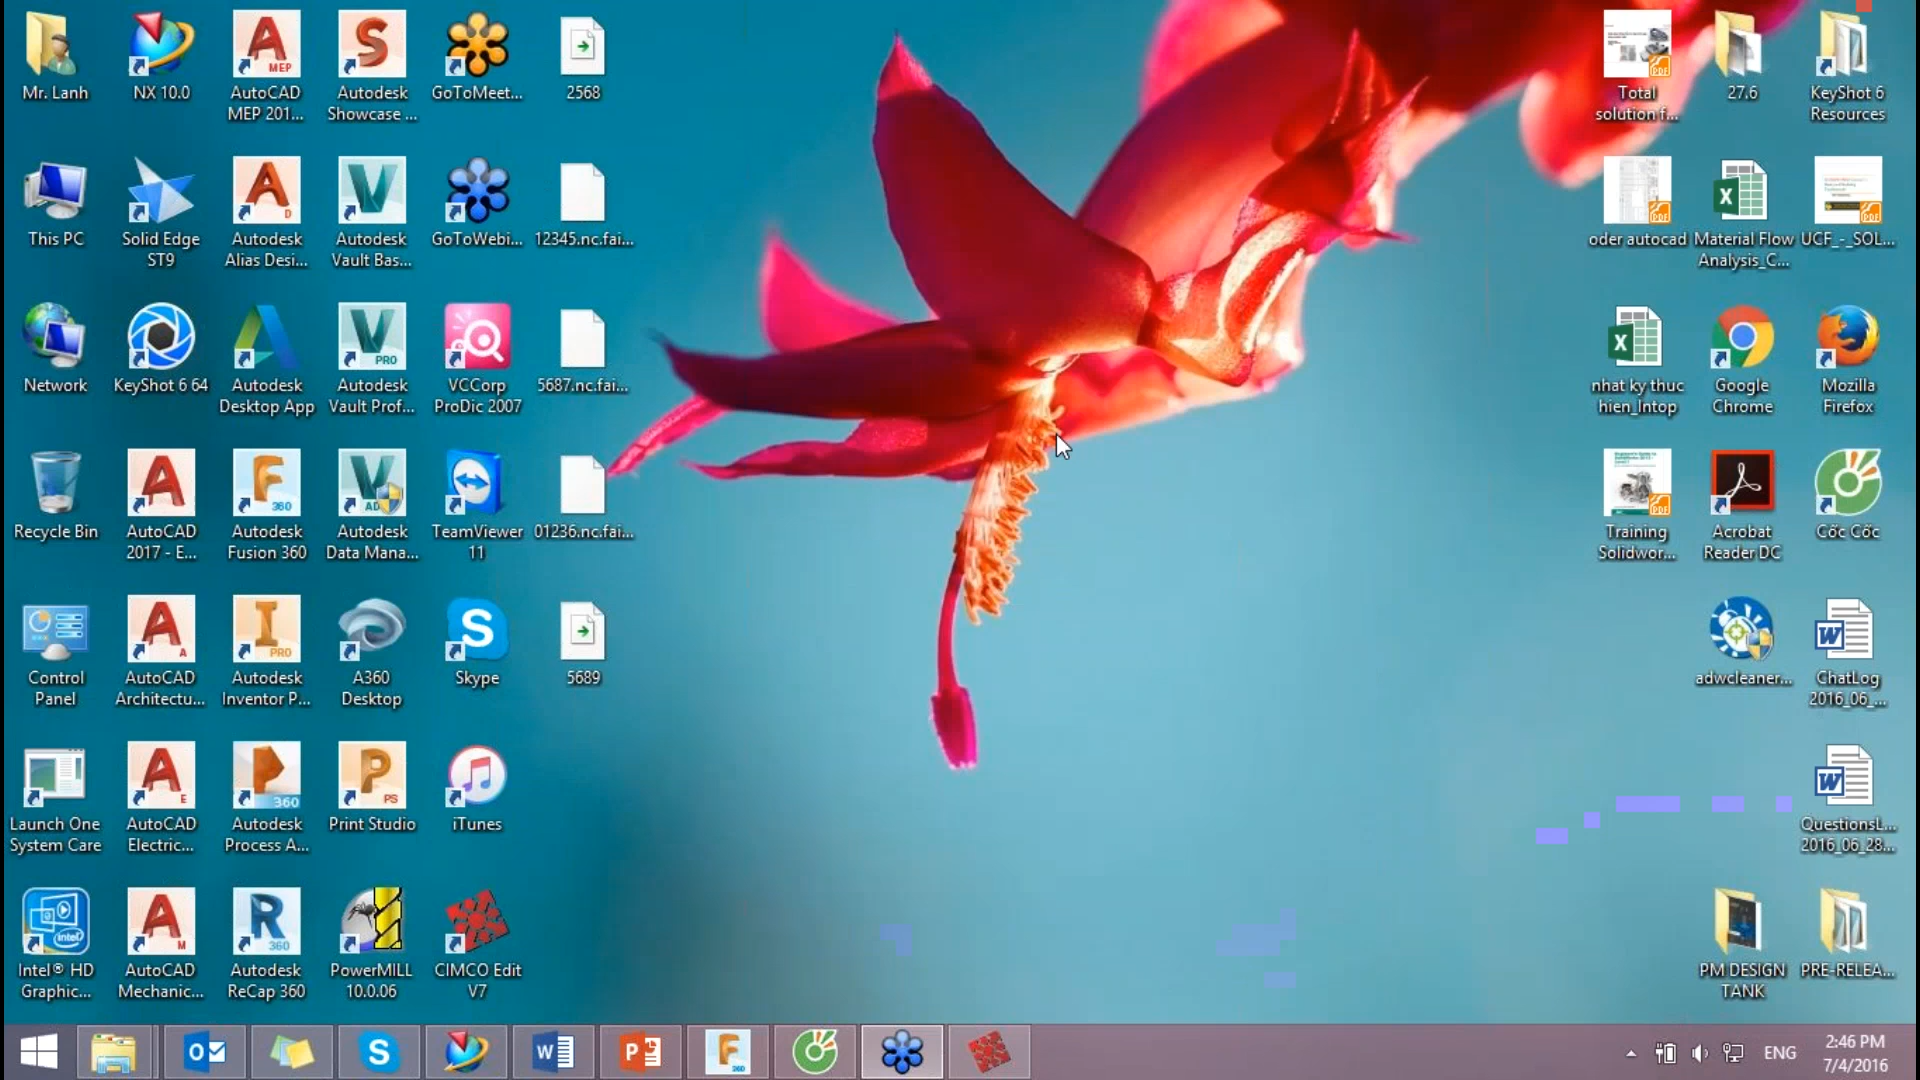 Mr. Lanh
NX 10.0
AutoCAD
MEP 201...
Autodesk
Showcase ...
GoToMeet...
2568
Total
solution f...
27.6
KeyShot 6
Resources
This PC
Solid Edge
ST9
Autodesk
Alias Desi...
Autodesk
Vault Bas...
GoToWebi...
12345.nc.fai...
oder autocad
Material Flow
Analysis_C...
UCF_-_SOL...
Network
KeyShot 6 64
Autodesk
Desktop App
Autodesk
Vault Prof...
VCCorp
ProDic 2007
5687.nc.fai...
nhat ky thuc
hien_Intop
Google
Chrome
Mozilla
Firefox
Recycle Bin
AutoCAD
2017 - E...
Autodesk
Fusion 360
Autodesk
Data Mana...
TeamViewer
11
01236.nc.fai...
Training
Solidwor...
Acrobat
Reader DC
Cốc Cốc
Control
Panel
AutoCAD
Architectu...
Autodesk
Inventor P...
A360
Desktop
Skype
5689
adwcleaner...
ChatLog
2016_06_...
Launch One
System Care
AutoCAD
Electric...
Autodesk
Process A...
Print Studio
iTunes
QuestionsL...
2016_06_28...
Intel® HD
Graphic...
AutoCAD
Mechanic...
Autodesk
ReCap 360
PowerMILL
10.0.06
CIMCO Edit
V7
PM DESIGN
TANK
PRE-RELEA...
ENG
2:46 PM
7/4/2016